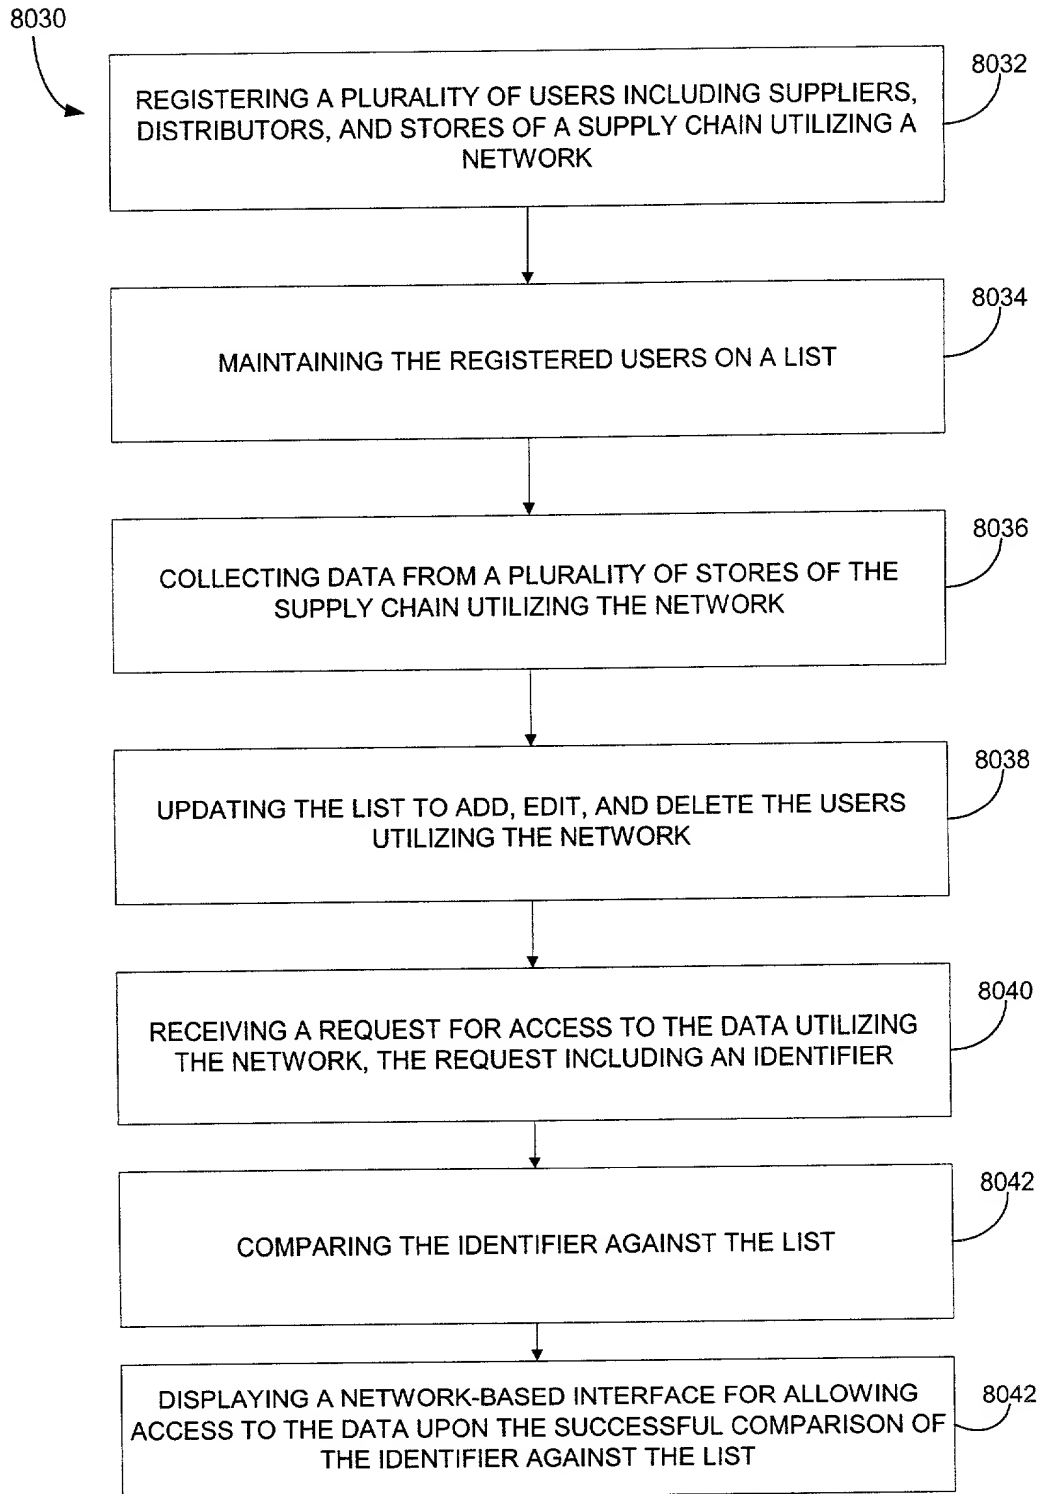 8030
8032
REGISTERING A PLURALITY OF USERS INCLUDING SUPPLIERS,
DISTRIBUTORS, AND STORES OF A SUPPLY CHAIN UTILIZING A
NETWORK
8034
MAINTAINING THE REGISTERED USERS ON A LIST
8036
COLLECTING DATA FROM A PLURALITY OF STORES OF THE
SUPPLY CHAIN UTILIZING THE NETWORK
8038
UPDATING THE LIST TO ADD, EDIT, AND DELETE THE USERS
UTILIZING THE NETWORK
8040
RECEIVING A REQUEST FOR ACCESS TO THE DATA UTILIZING
THE NETWORK, THE REQUEST INCLUDING AN IDENTIFIER
8042
COMPARING THE IDENTIFIER AGAINST THE LIST
8042
DISPLAYING A NETWORK-BASED INTERFACE FOR ALLOWING
ACCESS TO THE DATA UPON THE SUCCESSFUL COMPARISON OF
THE IDENTIFIER AGAINST THE LIST